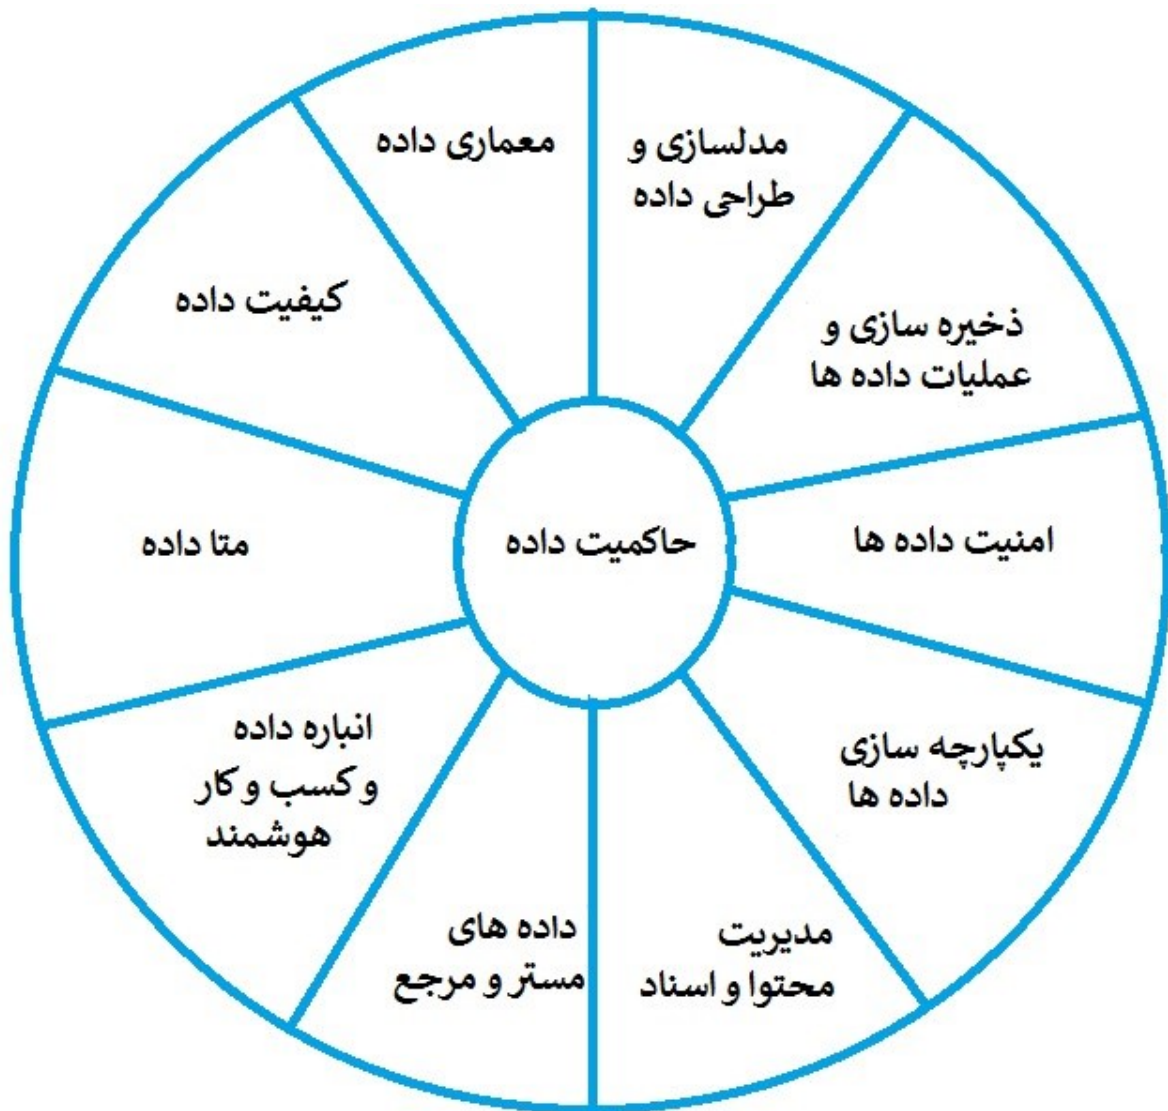 معماری داده
مدلسازی و
طراحی داده
ذخیره سازی و
عملیات داده ها
امنیت داده ها
یکپارچه سازی
داده ها
مدیریت
محتوا و اسناد
داده های
مستر و مرجع
انباره داده
و کسب و کار
هوشمند
متا داده
کیفیت داده
حاکمیت داده